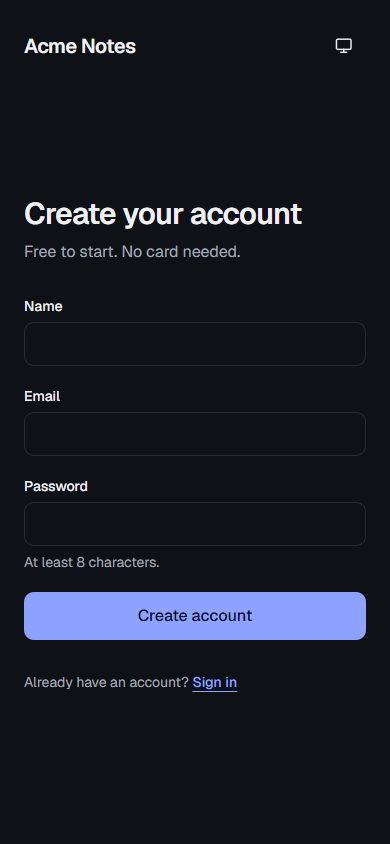 Acme Notes
Create your account
Free to start. No card needed.
Name
Email
Password
At least 8 characters.
Create account
Already have an account? Sign in